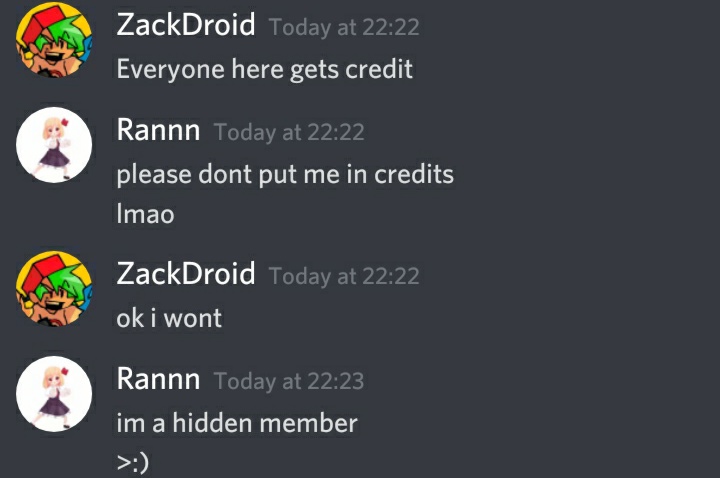 ZackDroid Today at 22:22
Everyone here gets credit
Rannn Today at 22:22
please dont put me in credits
lmao
ZackDroid Today at 22:22
ok i wont
Rannn Today at 22:23
im a hidden member
>:)